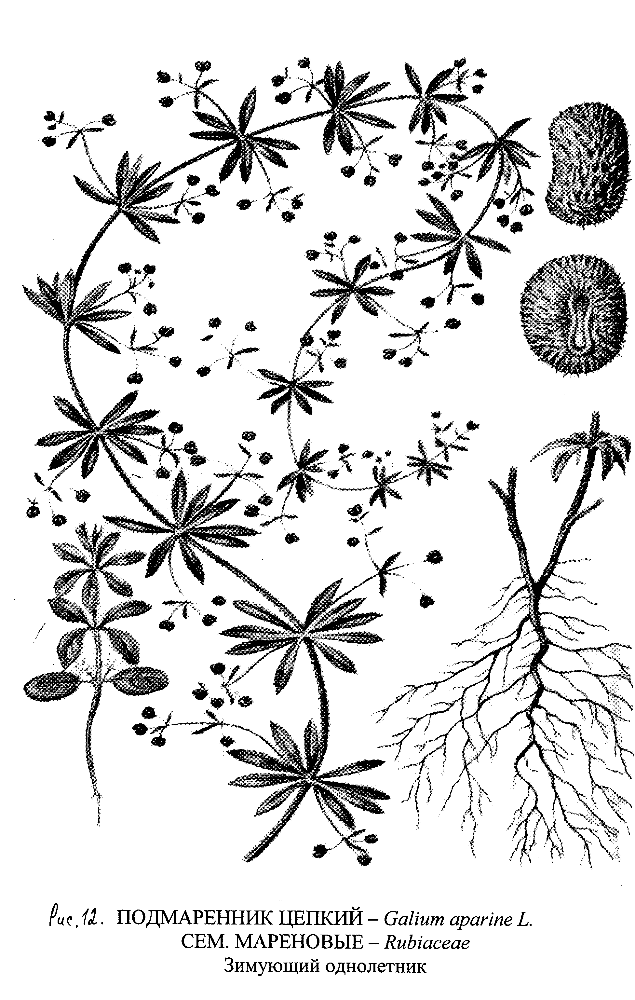 Рис.12. ПОДМАРЕННИК ЦЕПКИЙ – Galium aparine L.
СЕМ. МАРЕНОВЫЕ – Rubiaceae
Зимующий однолетник